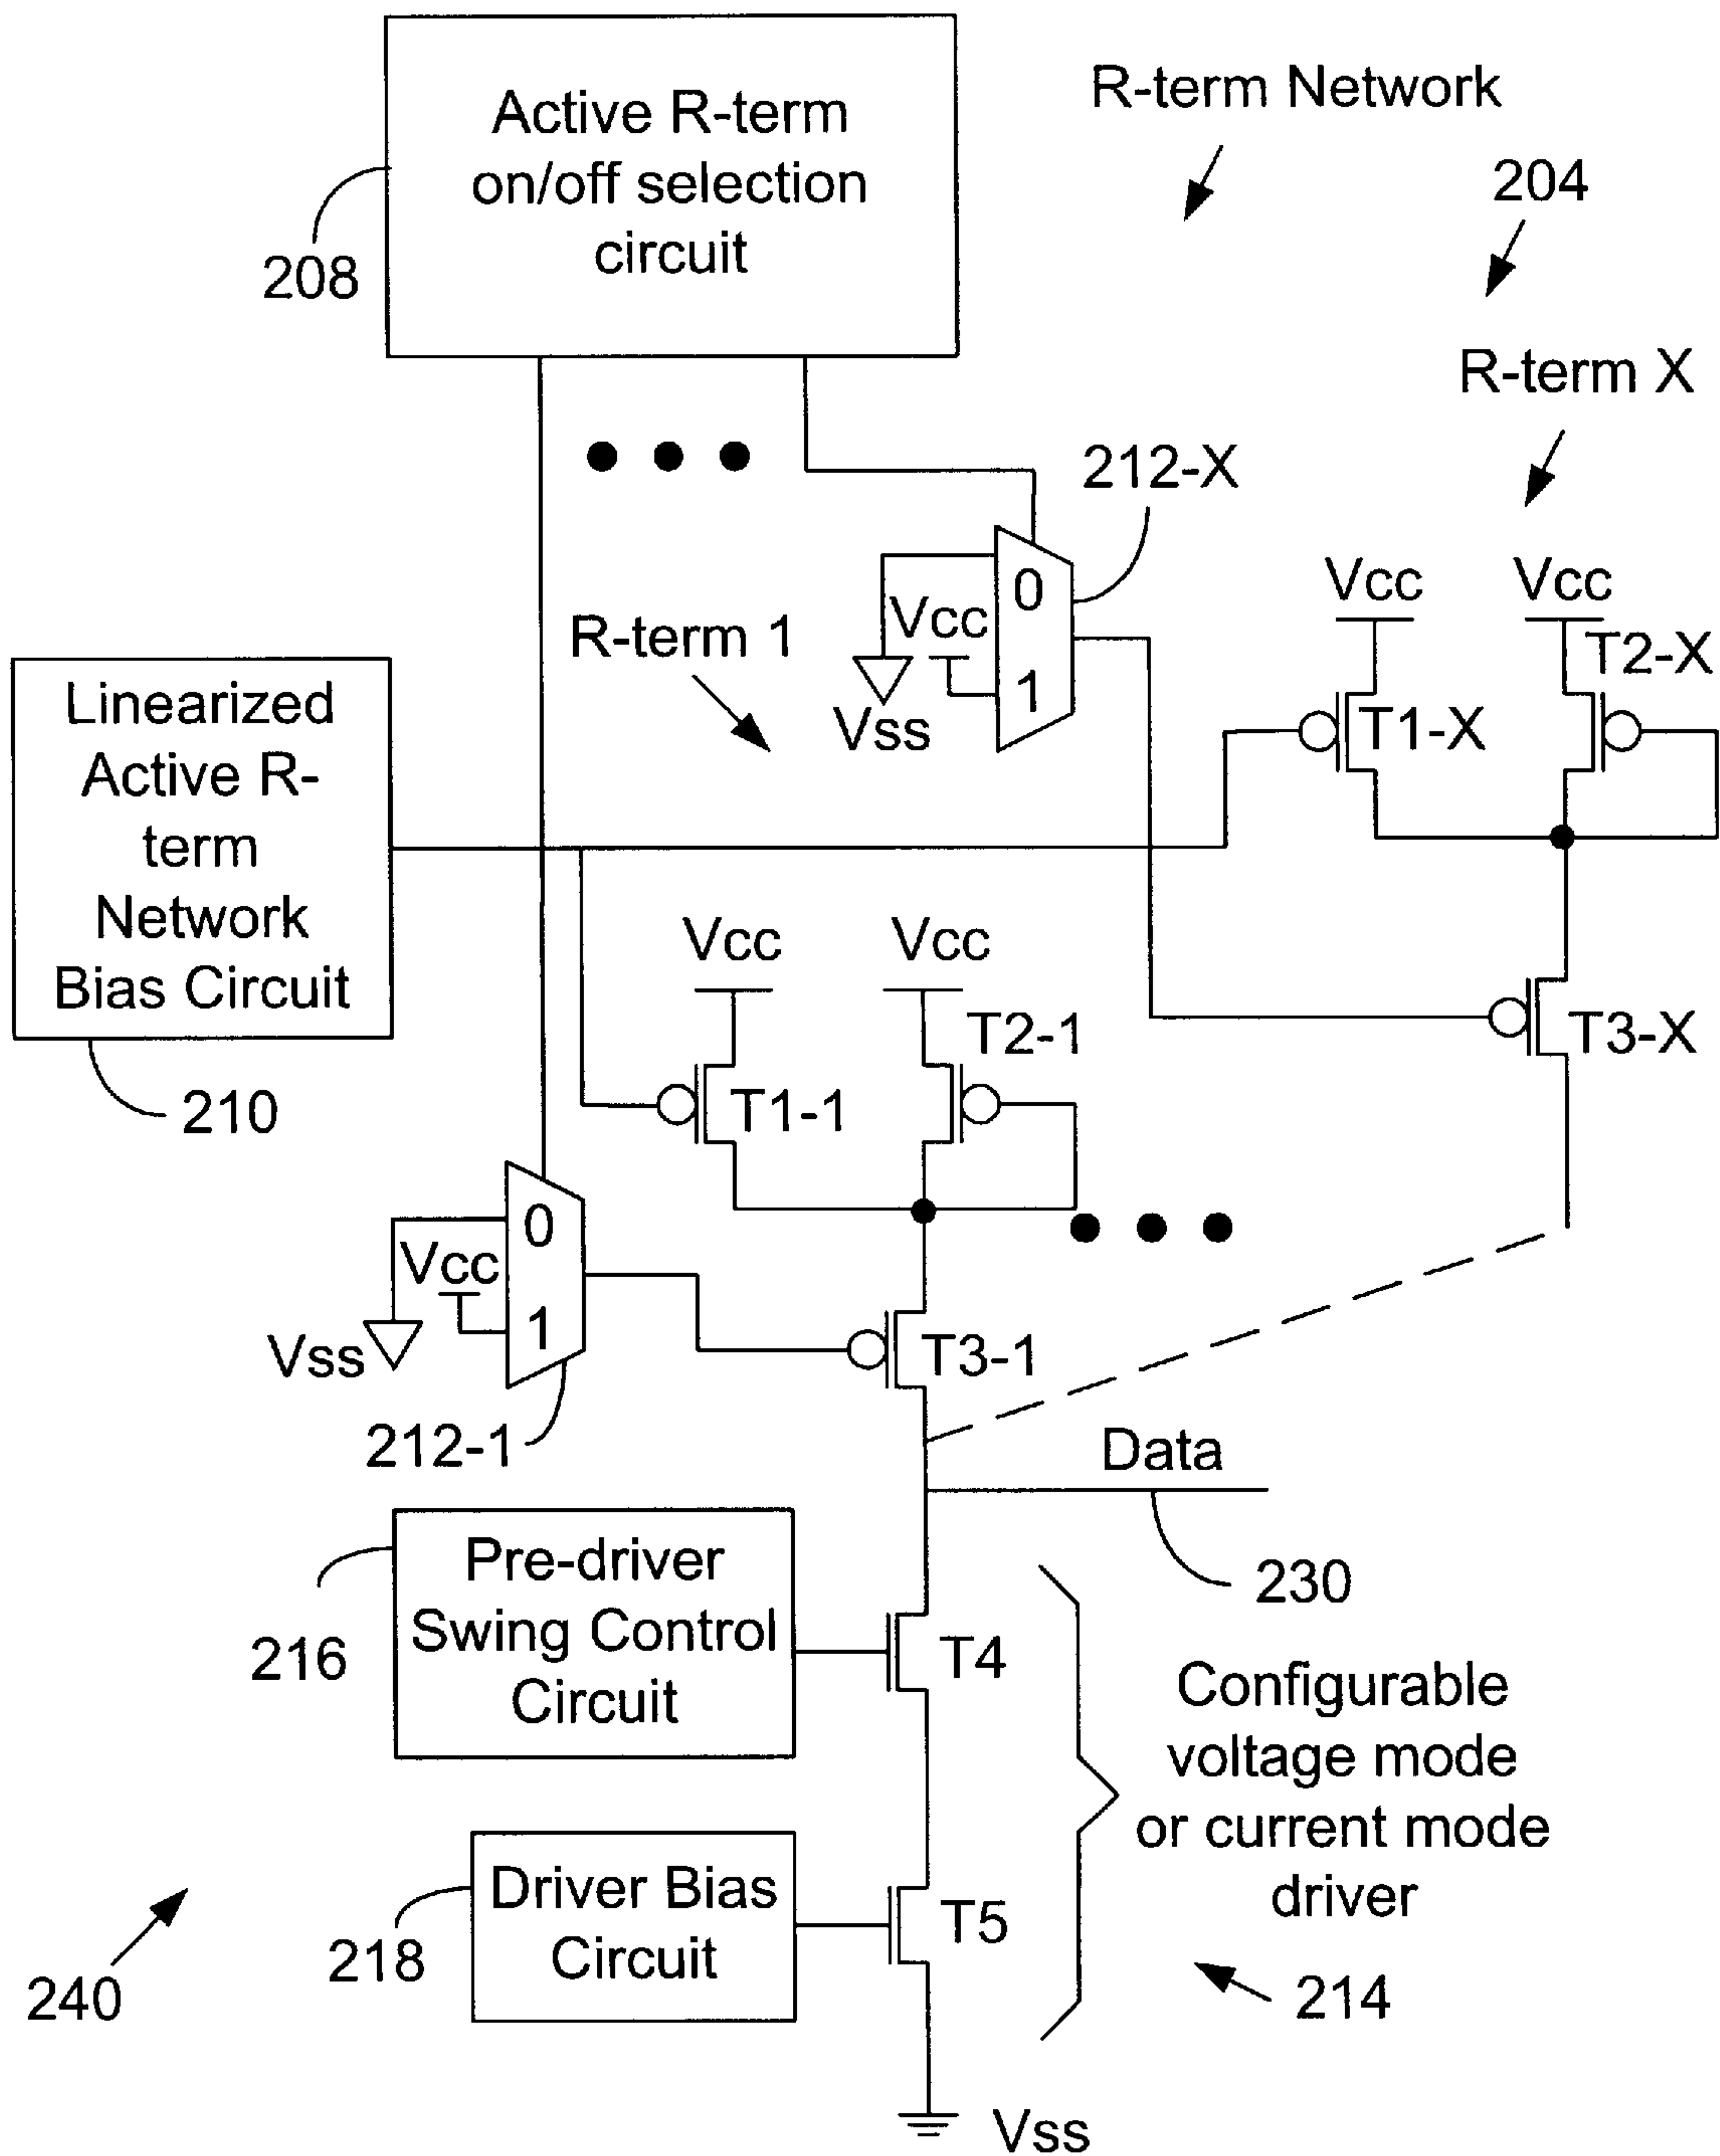 Active R-term
on/off selection
circuit
R-term Network
204
208
R-term X
212-X
0
Vcc
1
Vss
R-term 1
Vcc
Vcc
T2-X
T1-X
Linearized
Active R-
term
Network
Bias Circuit
210
Vcc
Vcc
T2-1
T1-1
T3-X
0
Vcc
1
Vss
T3-1
212-1
Data
230
Pre-driver
Swing Control
Circuit
216
T4
Configurable
voltage mode
or current mode
driver
Driver Bias
Circuit
218
T5
240
214
Vss